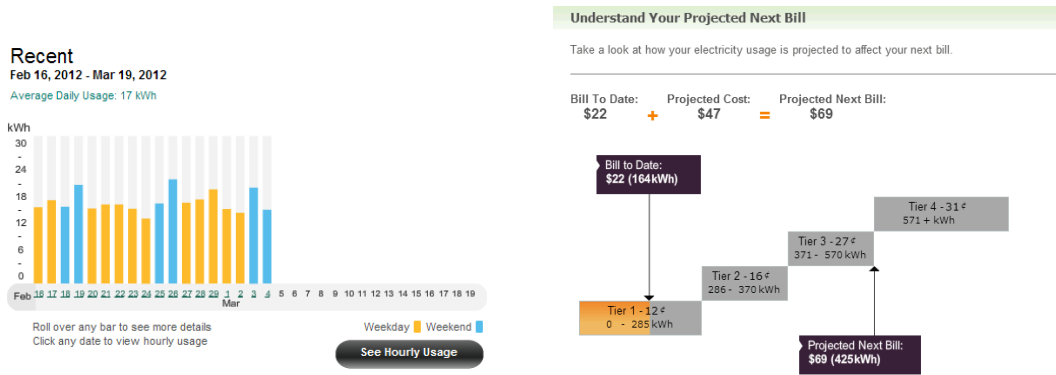 Recent
Feb 16, 2012 - Mar 19, 2012
Average Daily Usage: 17 kWh
kWh
30
-
24
-
18
-
12
-
6
-
0
Feb 16 17 18 19 20 21 22 23 24 25 26 27 28 29 1 2 3 4 5 6 7 8 9 10 11 12 13 14 15 16 17 18 19
Mar
Roll over any bar to see more details
Click any date to view hourly usage
Weekday Weekend
See Hourly Usage
Understand Your Projected Next Bill
Take a look at how your electricity usage is projected to affect your next bill.
Bill To Date: Projected Cost: Projected Next Bill:
$22 + $47 = $69
Bill to Date:
$22 (164kWh)
Tier 4 - 31¢
571 + kWh
Tier 3 - 27¢
371 - 570 kWh
Tier 2 - 16¢
286 - 370 kWh
Tier 1 - 12¢
0 - 285 kWh
Projected Next Bill:
$69 (425kWh)